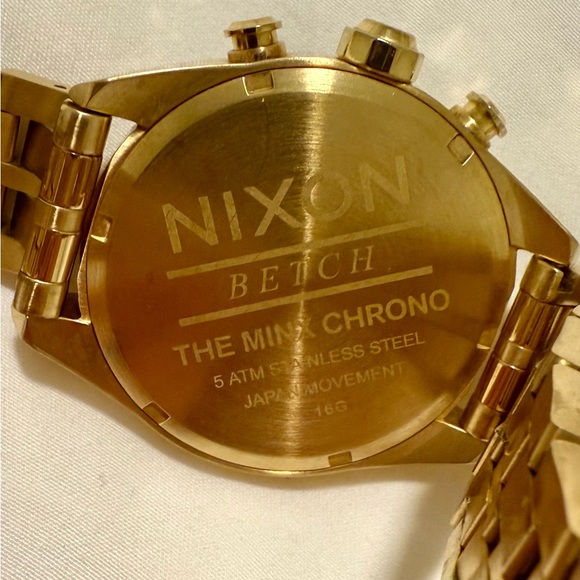 NIXON
BETCH
THE MINX CHRONO
5 ATM STAINLESS STEEL
JAPAN MOVEMENT
16G